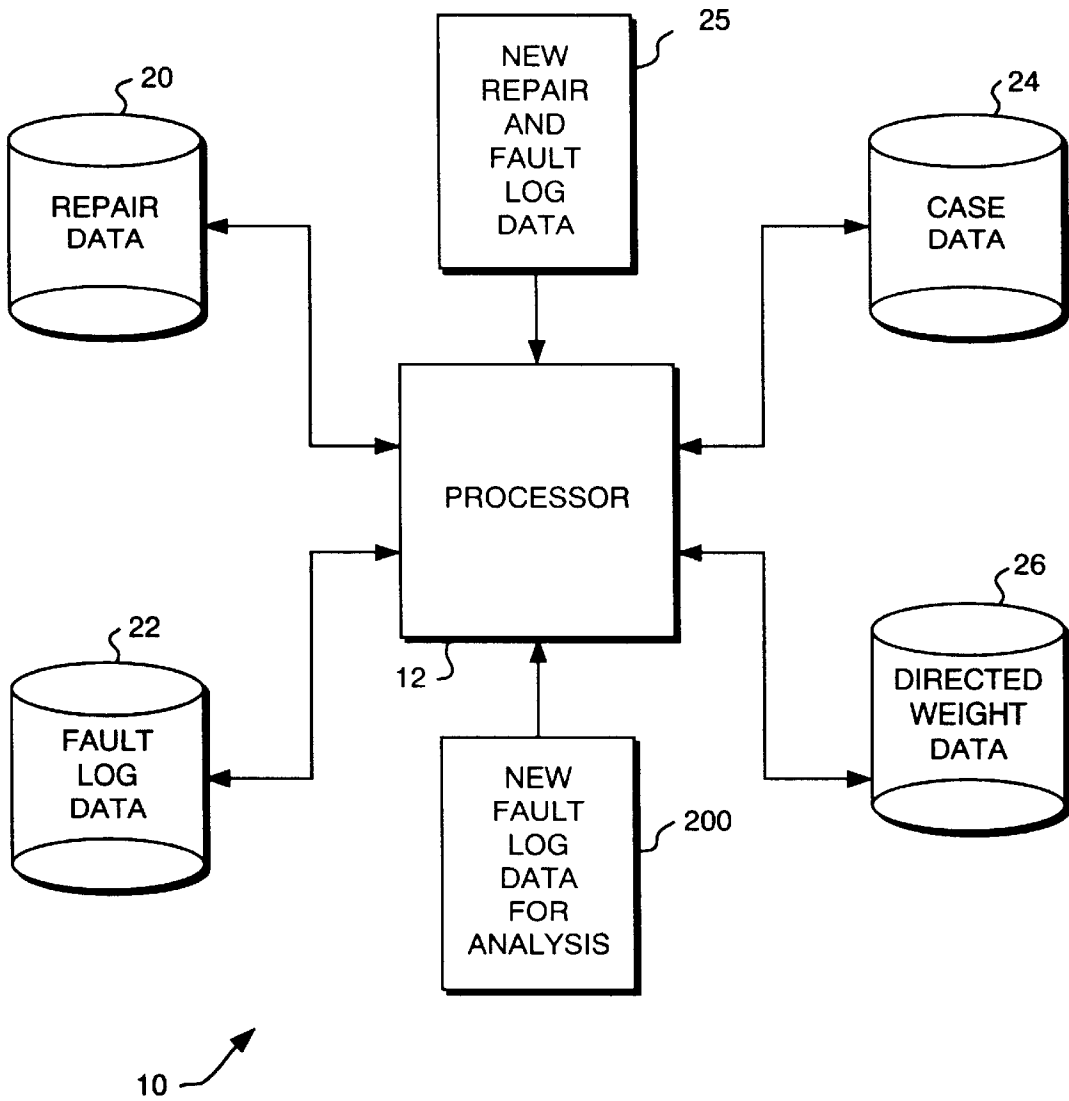 25
NEW
REPAIR
AND
FAULT
LOG
DATA
20
REPAIR
DATA
24
CASE
DATA
PROCESSOR
12
22
FAULT
LOG
DATA
26
DIRECTED
WEIGHT
DATA
NEW
FAULT
LOG
DATA
FOR
ANALYSIS
200
10